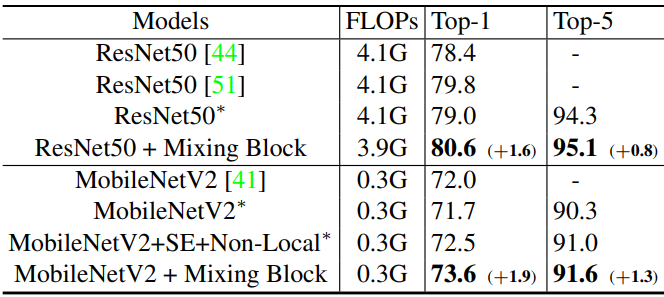 Models FLOPs Top-1 Top-5
ResNet50 [44] 4.1G 78.4 -
ResNet50 [51] 4.1G 79.8 -
ResNet50* 4.1G 79.0 94.3
ResNet50 + Mixing Block 3.9G 80.6 (+1.6) 95.1 (+0.8)
MobileNetV2 [41] 0.3G 72.0 -
MobileNetV2* 0.3G 71.7 90.3
MobileNetV2+SE+Non-Local* 0.3G 72.5 91.0
MobileNetV2 + Mixing Block 0.3G 73.6 (+1.9) 91.6 (+1.3)